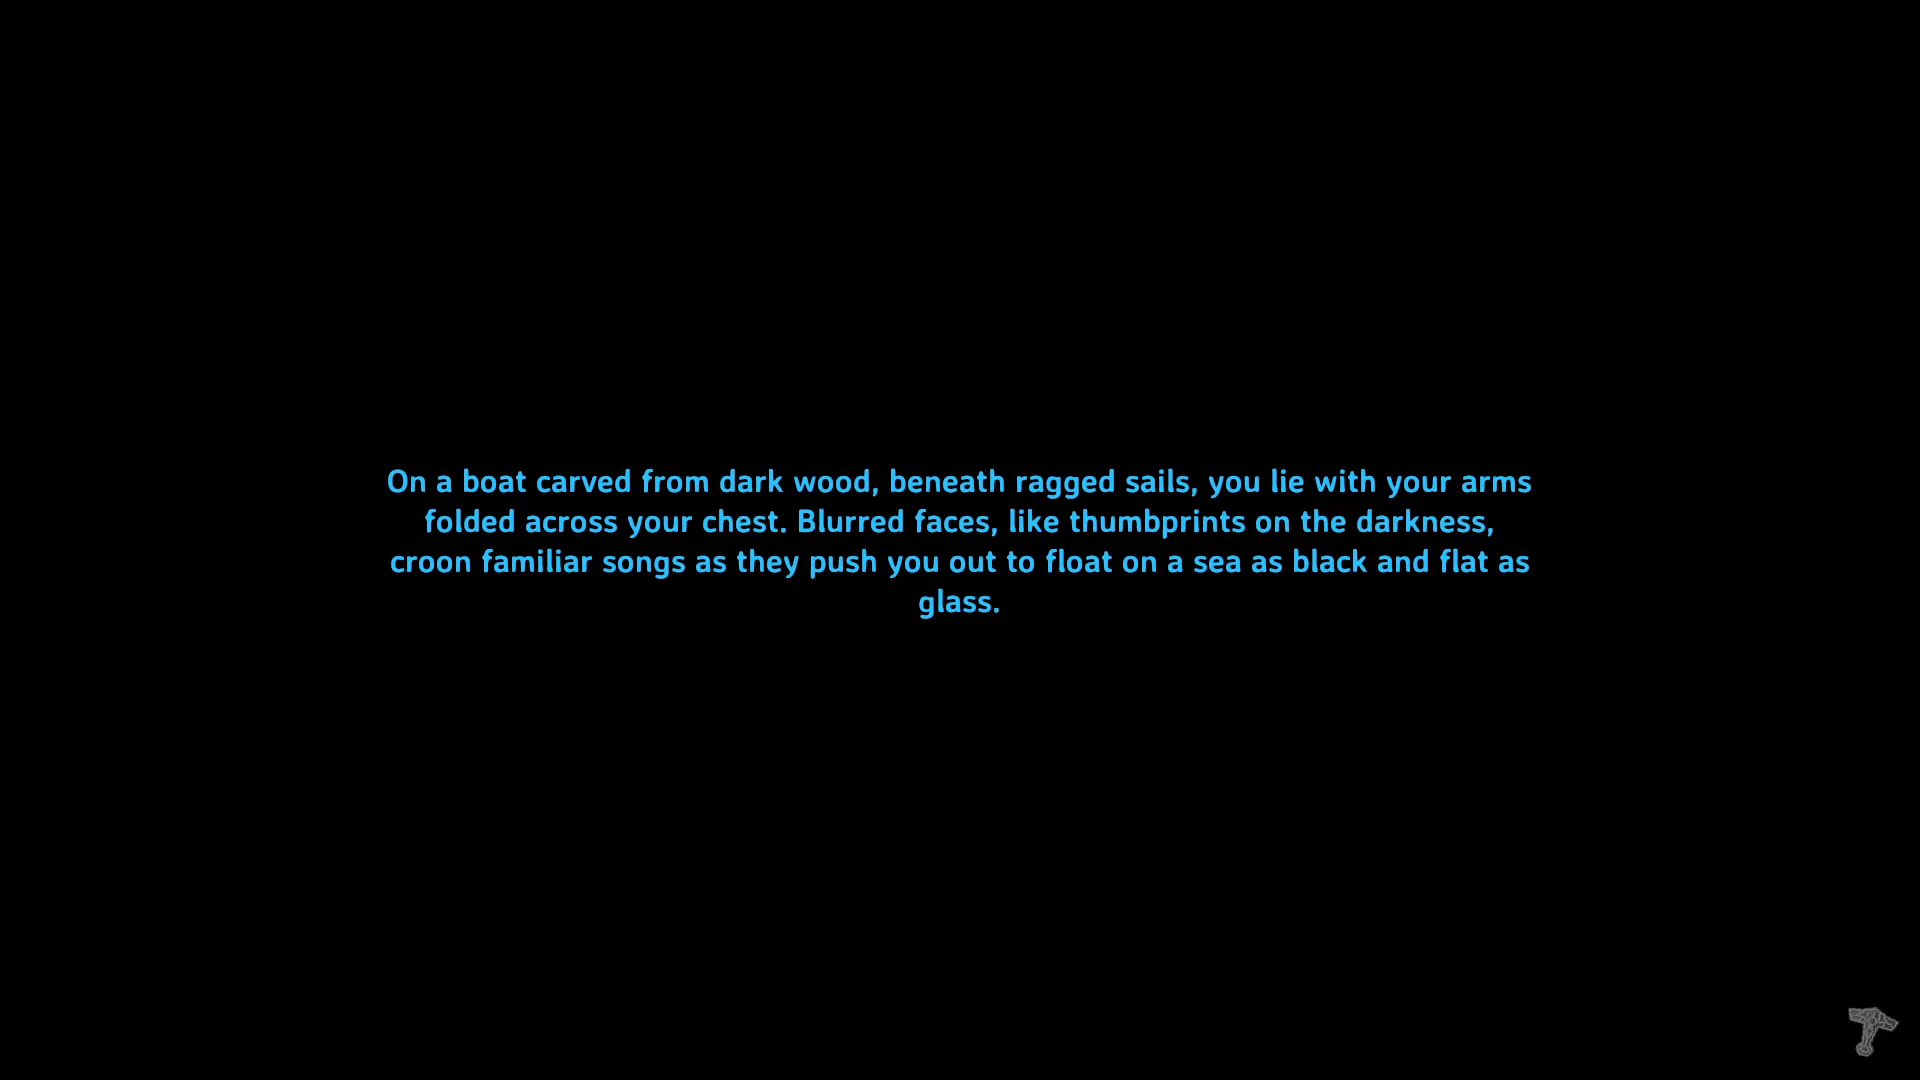 On a boat carved from dark wood, beneath ragged sails, you lie with your arms
folded across your chest. Blurred faces, like thumbprints on the darkness,
croon familiar songs as they push you out to float on a sea as black and flat as
glass.